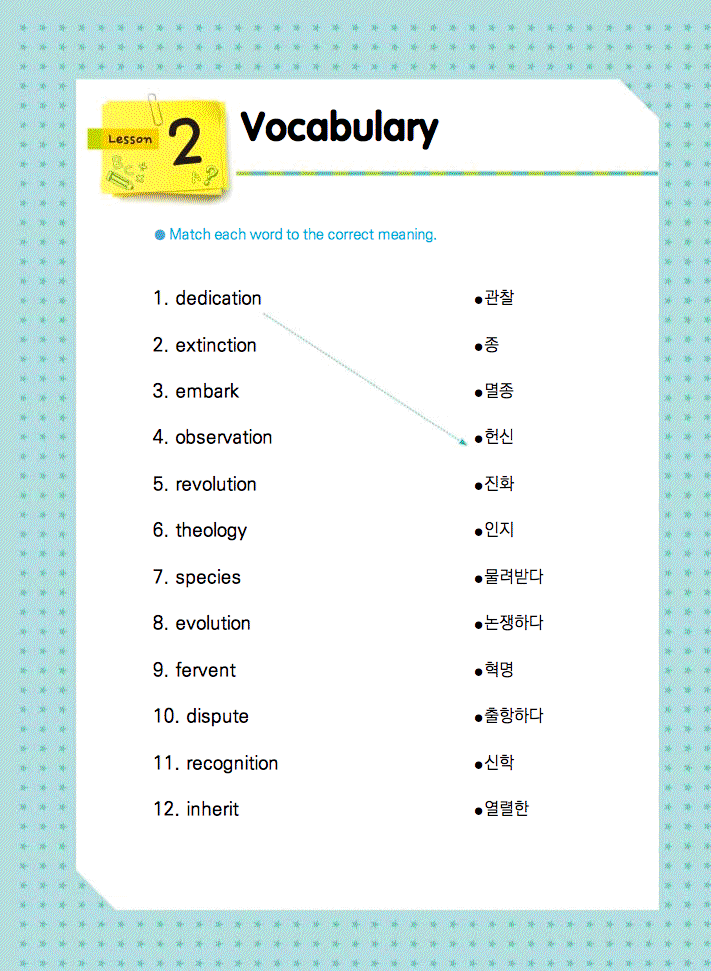 Lesson 2
Vocabulary
● Match each word to the correct meaning.
1. dedication ●관찰
2. extinction ●종
3. embark ●멸종
4. observation ●헌신
5. revolution ●진화
6. theology ●인지
7. species ●물려받다
8. evolution ●논쟁하다
9. fervent ●혁명
10. dispute ●출항하다
11. recognition ●신학
12. inherit ●열렬한